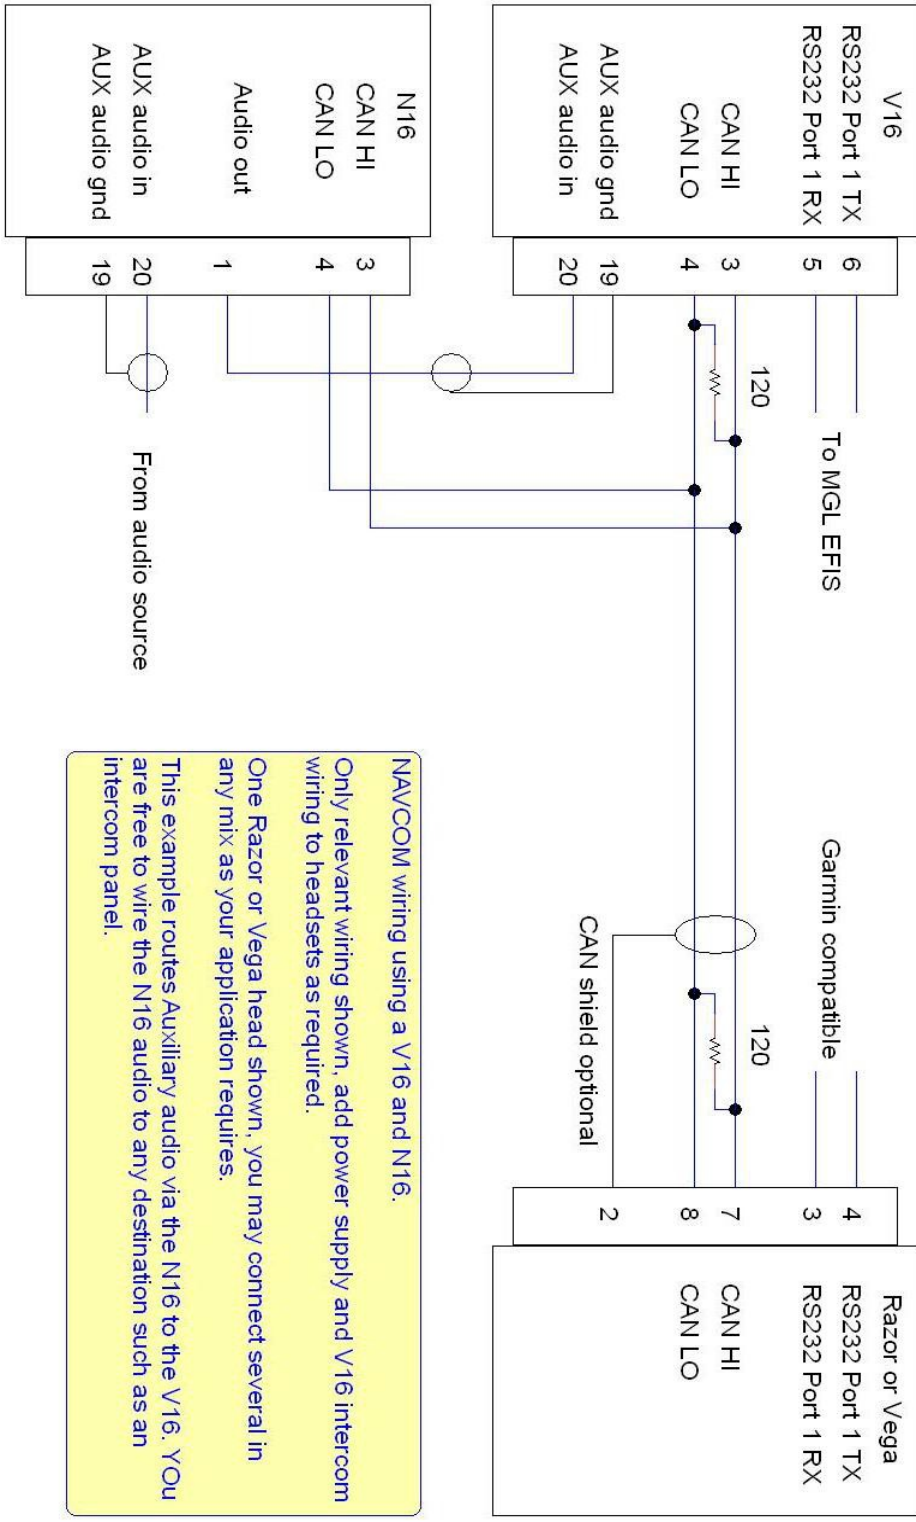 V16
RS232 Port 1 TX
RS232 Port 1 RX
CAN HI
CAN LO
AUX audio gnd
AUX audio in
6
5
3
4
19
20
120
To MGL EFIS
Garmin compatible
120
CAN shield optional
4
3
7
8
2
Razor or Vega
RS232 Port 1 TX
RS232 Port 1 RX
CAN HI
CAN LO
N16
CAN HI
CAN LO
Audio out
AUX audio in
AUX audio gnd
3
4
1
20
19
From audio source
NAVCOM wiring using a V16 and N16.
Only relevant wiring shown, add power supply and V16 intercom
wiring to headsets as required.
One Razor or Vega head shown, you may connect several in
any mix as your application requires.
This example routes Auxiliary audio via the N16 to the V16. YOu
are free to wire the N16 audio to any destination such as an
intercom panel.